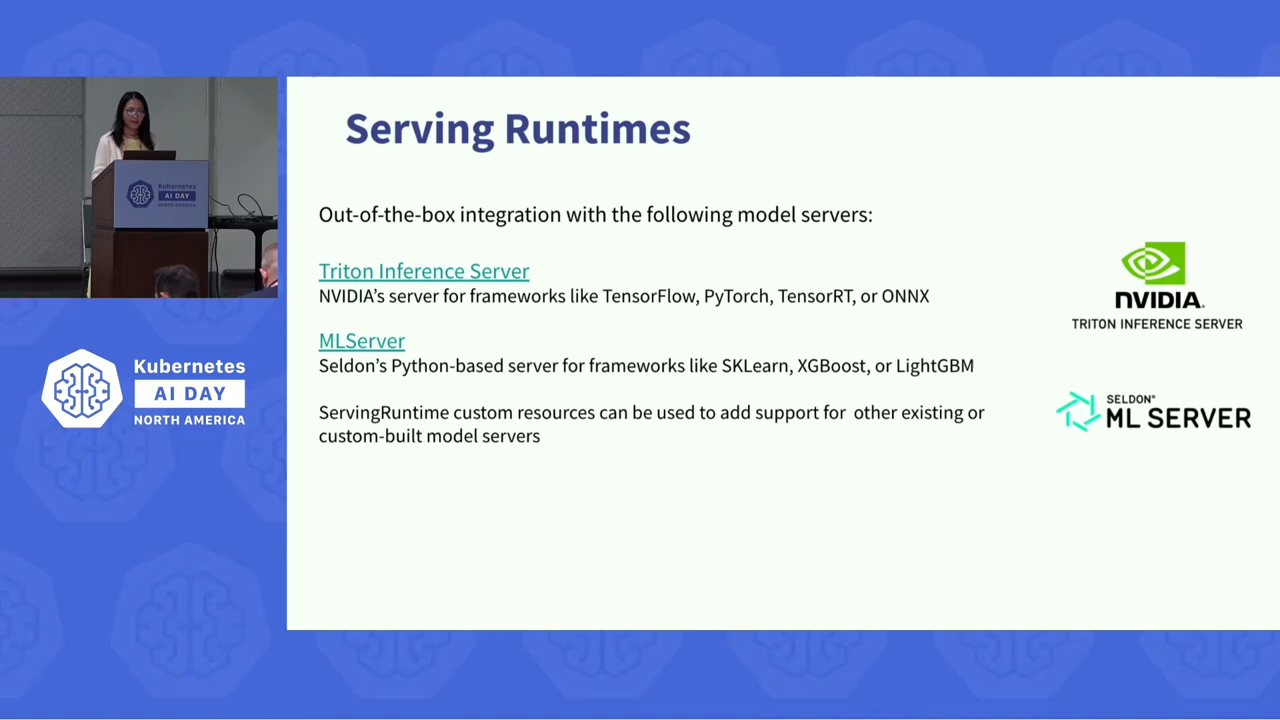 Serving Runtimes
Out-of-the-box integration with the following model servers:
Triton Inference Server
NVIDIA’s server for frameworks like TensorFlow, PyTorch, TensorRT, or ONNX
MLServer
Seldon’s Python-based server for frameworks like SKLearn, XGBoost, or LightGBM
ServingRuntime custom resources can be used to add support for other existing or
custom-built model servers
NVIDIA.
TRITON INFERENCE SERVER
SELDON®
ML SERVER
Kubernetes
AI DAY
NORTH AMERICA
Kubernetes
AI DAY
NORTH AMERICA